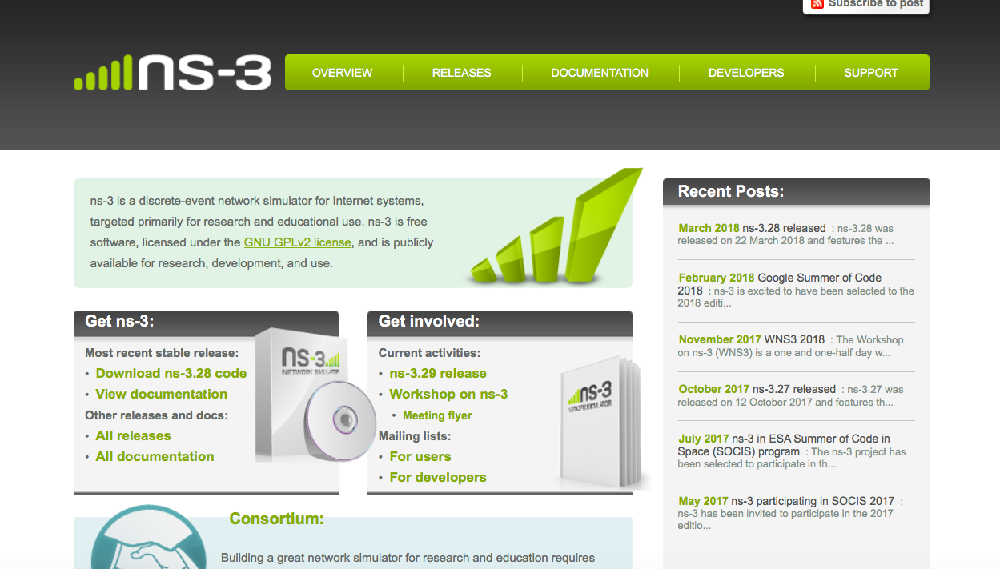 Subscribe to post
ns-3
OVERVIEW
RELEASES
DOCUMENTATION
DEVELOPERS
SUPPORT
ns-3 is a discrete-event network simulator for Internet systems,
targeted primarily for research and educational use. ns-3 is free
software, licensed under the GNU GPLv2 license, and is publicly
available for research, development, and use.
Get ns-3:
Most recent stable release:
• Download ns-3.28 code
• View documentation
Other releases and docs:
• All releases
• All documentation
ns-3
NETWORK SIMULATOR
Get involved:
Current activities:
• ns-3.29 release
• Workshop on ns-3
• Meeting flyer
Mailing lists:
• For users
• For developers
ns-3
NETWORK SIMULATOR
Consortium:
Building a great network simulator for research and education requires
Recent Posts:
March 2018 ns-3.28 released : ns-3.28 was
released on 22 March 2018 and features the ...
February 2018 Google Summer of Code
2018 : ns-3 is excited to have been selected to the
2018 editi...
November 2017 WNS3 2018 : The Workshop
on ns-3 (WNS3) is a one and one-half day w...
October 2017 ns-3.27 released : ns-3.27 was
released on 12 October 2017 and features th...
July 2017 ns-3 in ESA Summer of Code in
Space (SOCIS) program : The ns-3 project has
been selected to participate in th...
May 2017 ns-3 participating in SOCIS 2017 :
ns-3 has been invited to participate in the 2017
editio...